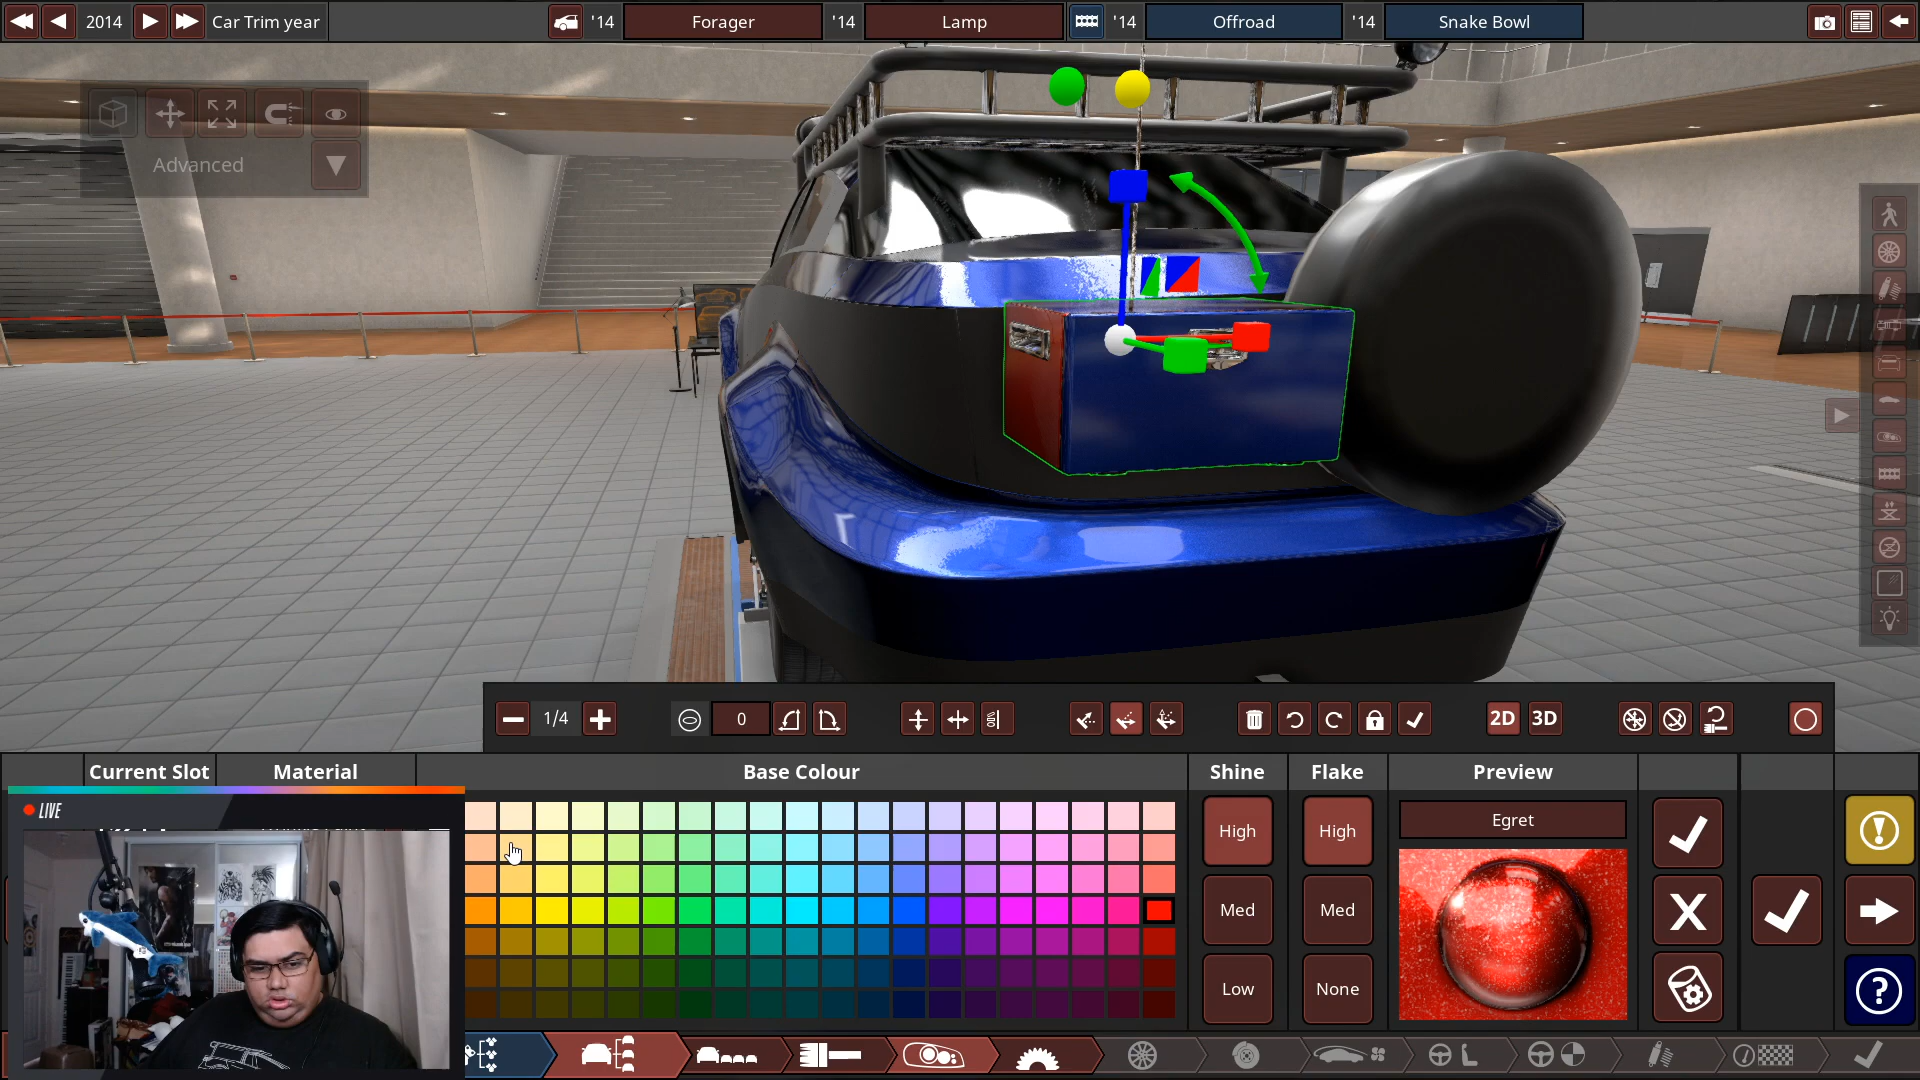 2014 Car Trim year '14 Forager '14 Lamp '14 Offroad '14 Snake Bowl
Advanced
1/4 0 2D 3D
Current Slot Material Base Colour Shine Flake Preview
LIVE
High High Egret
Med Med
Low None
?